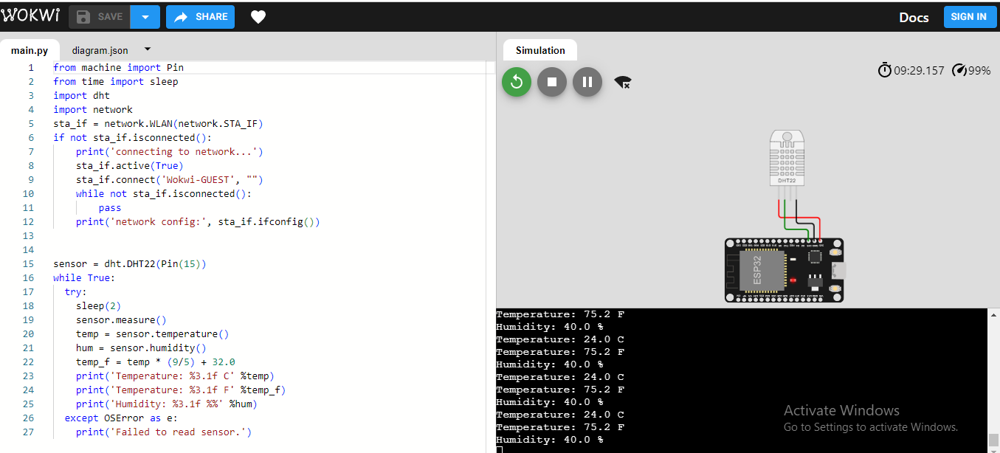 WOKWI
SAVE
SHARE
Docs
SIGN IN
main.py
diagram.json
1 from machine import Pin
2 from time import sleep
3 import dht
4 import network
5 sta_if = network.WLAN(network.STA_IF)
6 if not sta_if.isconnected():
7 print('connecting to network...')
8 sta_if.active(True)
9 sta_if.connect('Wokwi-GUEST', "")
10 while not sta_if.isconnected():
11 pass
12 print('network config:', sta_if.ifconfig())
13
14
15 sensor = dht.DHT22(Pin(15))
16 while True:
17 try:
18 sleep(2)
19 sensor.measure()
20 temp = sensor.temperature()
21 hum = sensor.humidity()
22 temp_f = temp * (9/5) + 32.0
23 print('Temperature: %3.1f C' %temp)
24 print('Temperature: %3.1f F' %temp_f)
25 print('Humidity: %3.1f %%' %hum)
26 except OSError as e:
27 print('Failed to read sensor.')
Simulation
09:29.157
99%
DHT22
ESP32
Temperature: 75.2 F
Humidity: 40.0 %
Temperature: 24.0 C
Temperature: 75.2 F
Humidity: 40.0 %
Temperature: 24.0 C
Temperature: 75.2 F
Humidity: 40.0 %
Temperature: 24.0 C
Temperature: 75.2 F
Humidity: 40.0 %
Activate Windows
Go to Settings to activate Windows.